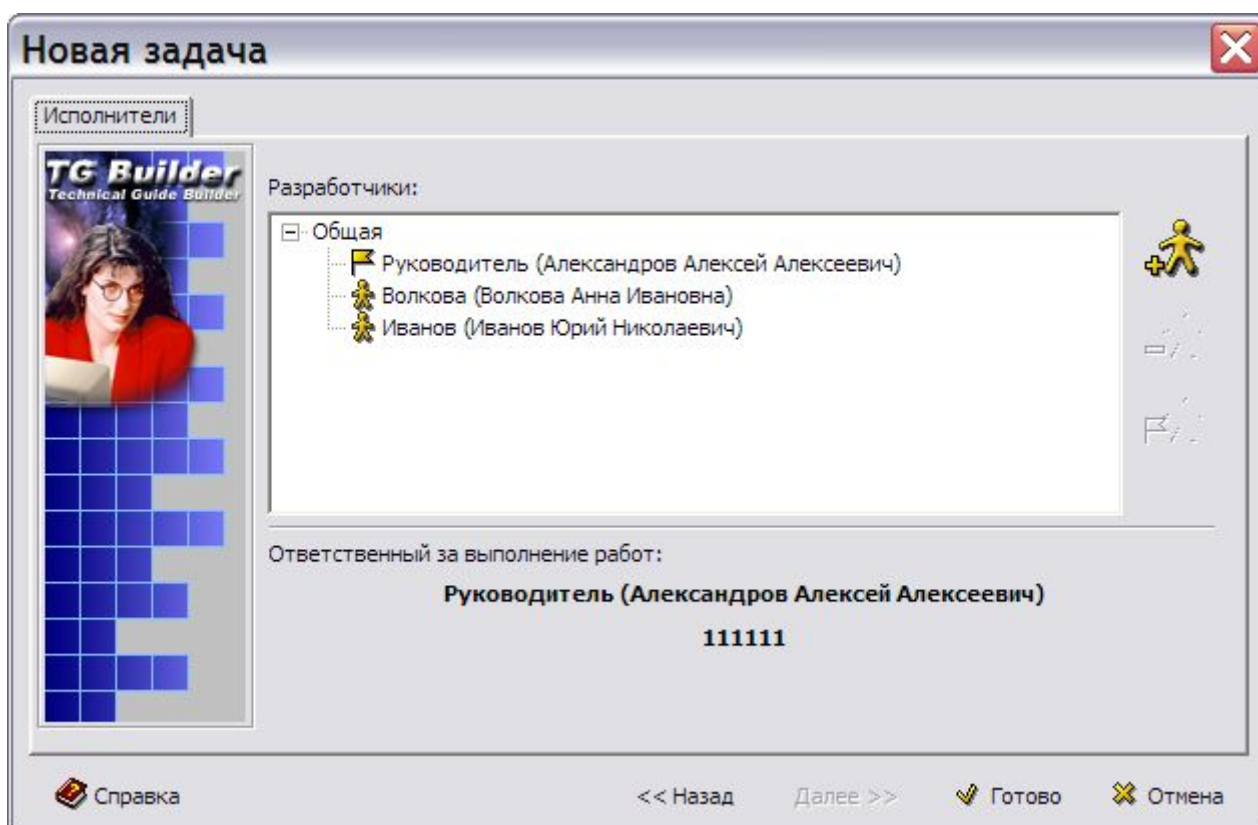 Новая задача
Исполнители
TG Builder
Technical Guide Builder
Разработчики:
Общая
Руководитель (Александров Алексей Алексеевич)
Волкова (Волкова Анна Ивановна)
Иванов (Иванов Юрий Николаевич)
Ответственный за выполнение работ:
Руководитель (Александров Алексей Алексеевич)
111111
Справка << Назад Далее >> Готово Отмена